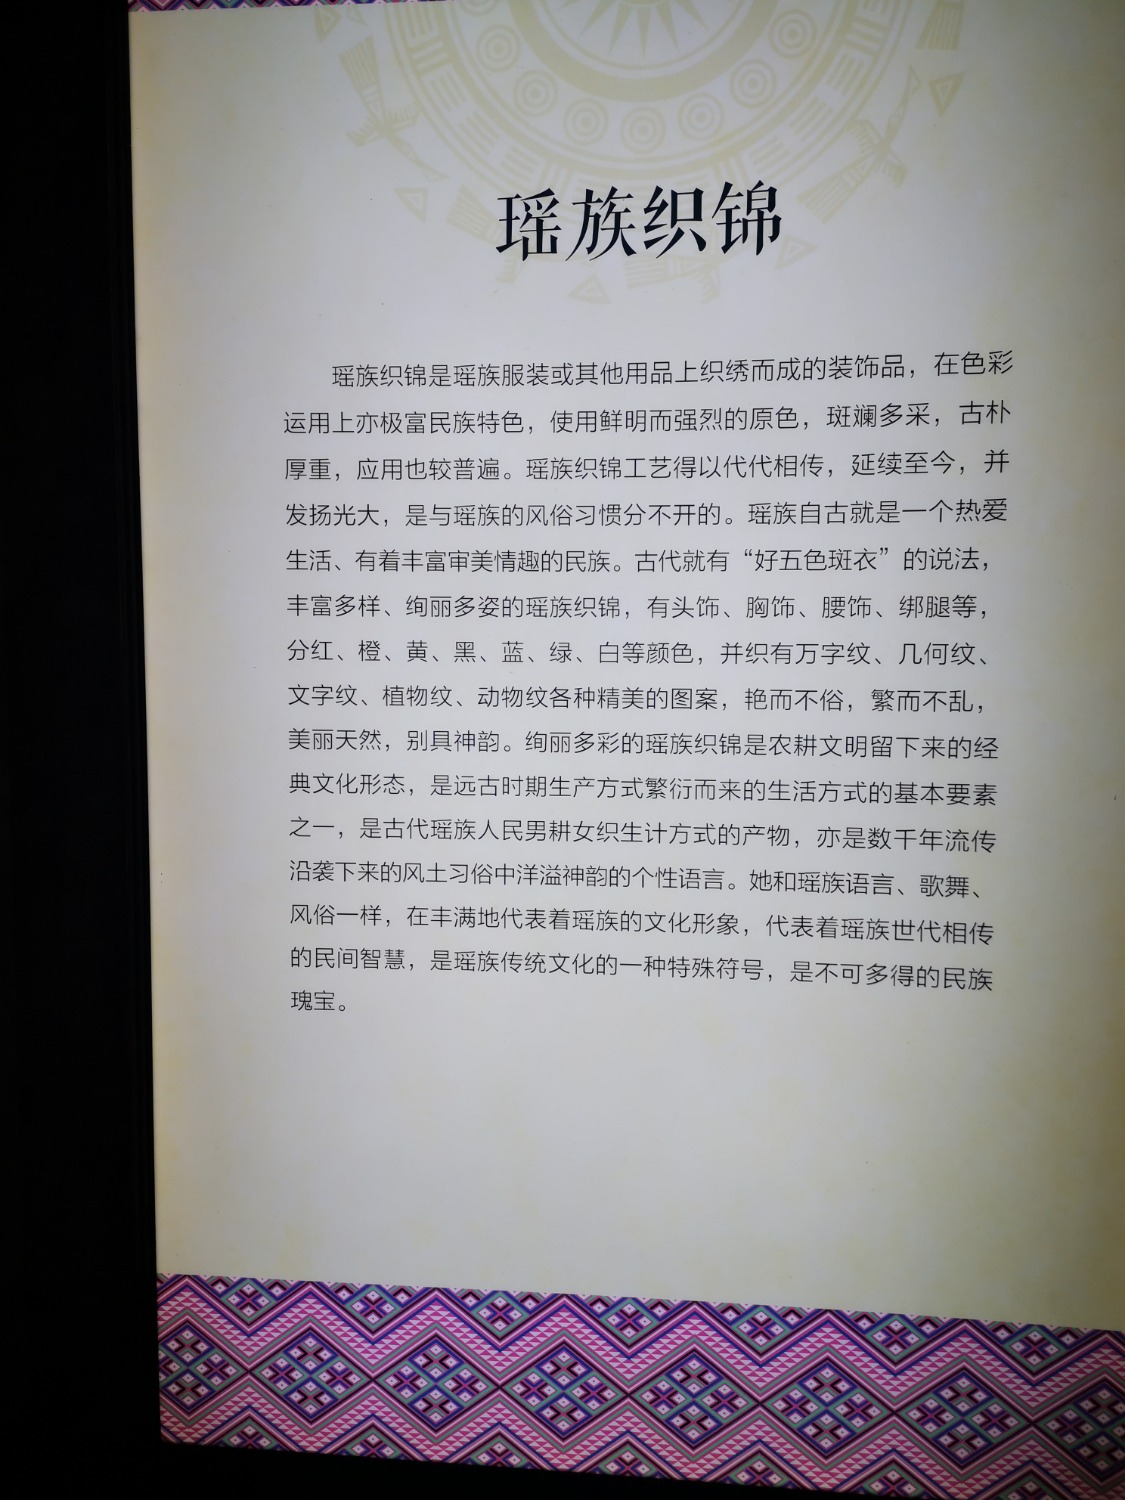 瑶族织锦
瑶族织锦是瑶族服装或其他用品上织绣而成的装饰品，在色彩
运用上亦极富民族特色，使用鲜明而强烈的原色，斑斓多采，古朴
厚重，应用也较普遍。瑶族织锦工艺得以代代相传，延续至今，并
发扬光大，是与瑶族的风俗习惯分不开的。瑶族自古就是一个热爱
生活、有着丰富审美情趣的民族。古代就有“好五色斑衣”的说法，
丰富多样、绚丽多姿的瑶族织锦，有头饰、胸饰、腰饰、绑腿等，
分红、橙、黄、黑、蓝、绿、白等颜色，并织有万字纹、几何纹、
文字纹、植物纹、动物纹各种精美的图案，艳而不俗，繁而不乱，
美丽天然，别具神韵。绚丽多彩的瑶族织锦是农耕文明留下来的经
典文化形态，是远古时期生产方式繁衍而来的生活方式的基本要素
之一，是古代瑶族人民男耕女织生计方式的产物，亦是数千年流传
沿袭下来的风土习俗中洋溢神韵的个性语言。她和瑶族语言、歌舞、
风俗一样，在丰满地代表着瑶族的文化形象，代表着瑶族世代相传
的民间智慧，是瑶族传统文化的一种特殊符号，是不可多得的民族
瑰宝。